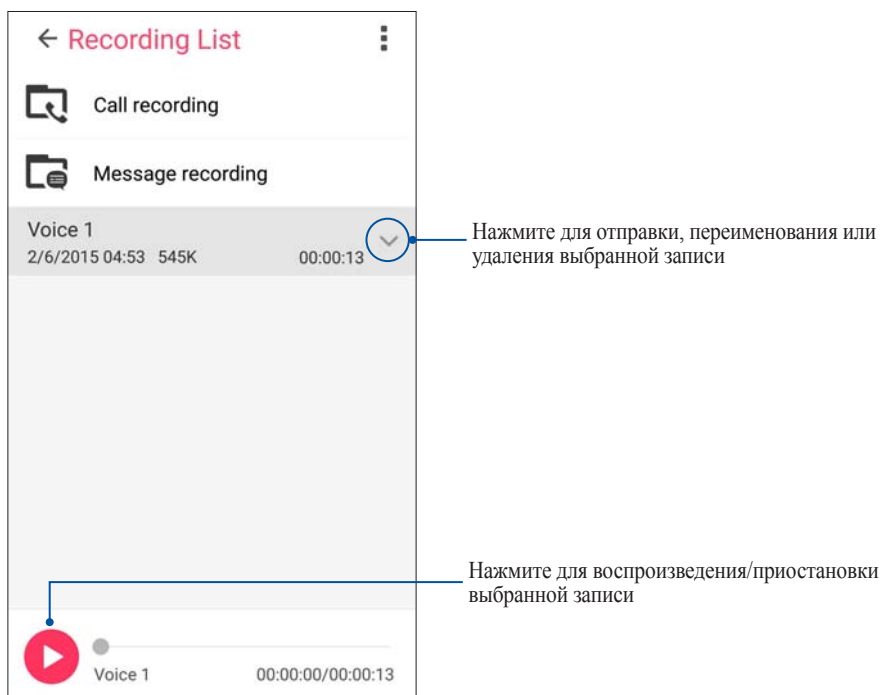 Recording List
Call recording
Message recording
Voice 1
2/6/2015 04:53 545K 00:00:13
Нажмите для отправки, переименования или
удаления выбранной записи
Нажмите для воспроизведения/приостановки
выбранной записи
Voice 1 00:00:00/00:00:13